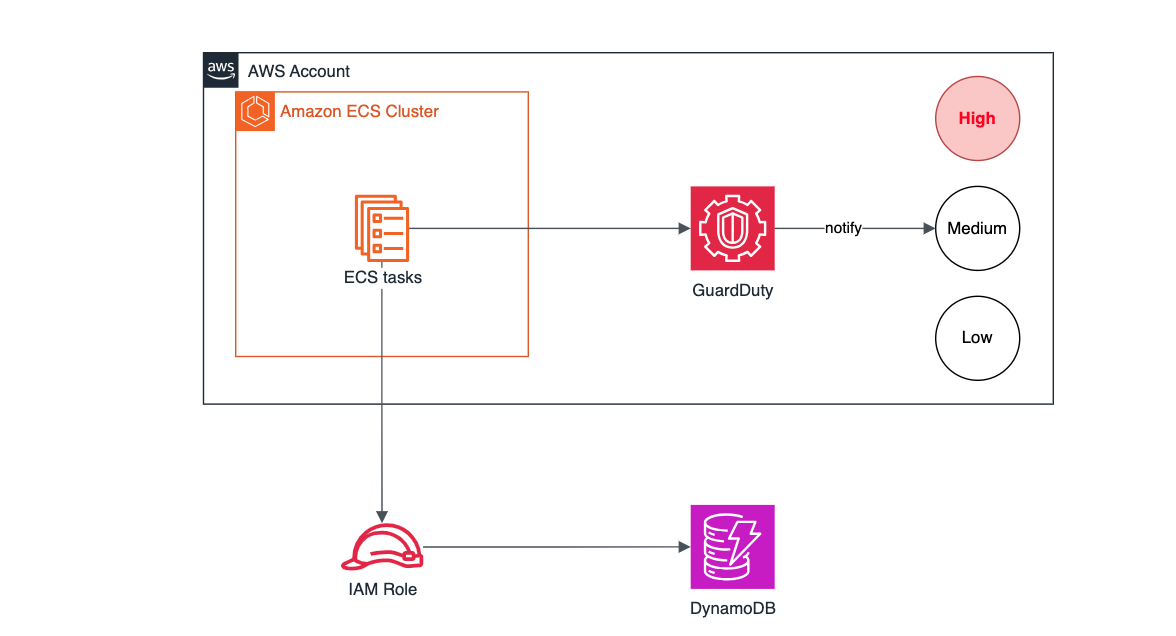 aws
AWS Account
Amazon ECS Cluster
High
ECS tasks
GuardDuty
notify
Medium
Low
IAM Role
DynamoDB